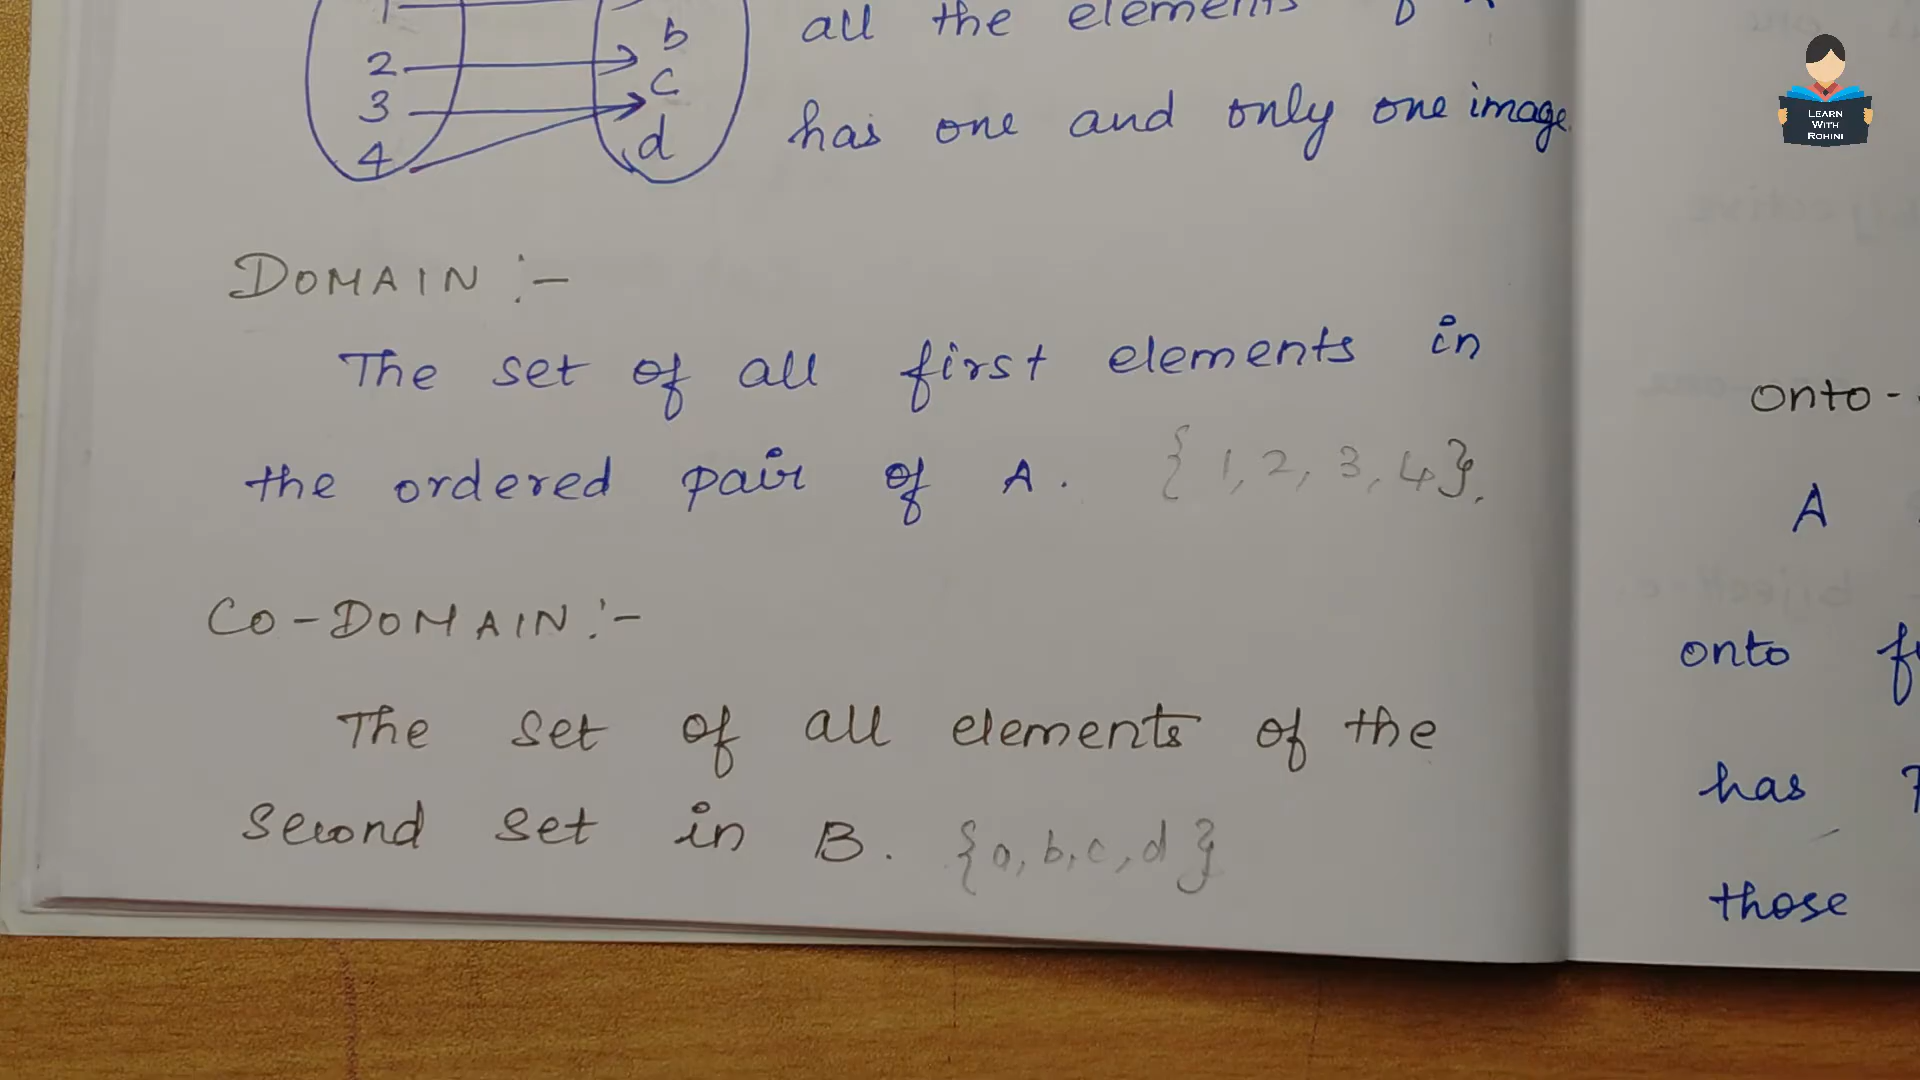 1
2
3
4
b
c
d
all the elements
has one and only one image.
DOMAIN :-
The set of all first elements in
the ordered pair of A. {1, 2, 3, 4}.
CO-DOMAIN :-
The set of all elements of the
second set in B. {a, b, c, d}
onto-
A
onto
has
those
LEARN
WITH
ROHINI